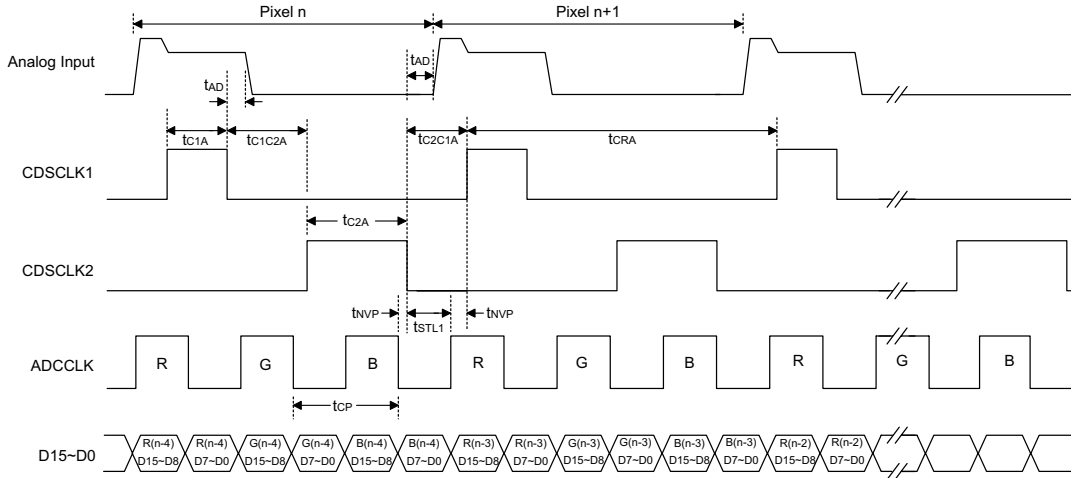 Pixel n
Pixel n+1
Analog Input
tAD
tAD
tC1A
tC1C2A
tC2C1A
tCRA
CDSCLK1
tC2A
CDSCLK2
tNVP
tSTL1
tNVP
ADCCLK
R
G
B
R
G
B
R
G
B
tCP
D15~D0
R(n-4) R(n-4) G(n-4) G(n-4) B(n-4) B(n-4) R(n-3) R(n-3) G(n-3) G(n-3) B(n-3) B(n-3) R(n-2) R(n-2)
D15~D8 D7~D0 D15~D8 D7~D0 D15~D8 D7~D0 D15~D8 D7~D0 D15~D8 D7~D0 D15~D8 D7~D0 D15~D8 D7~D0